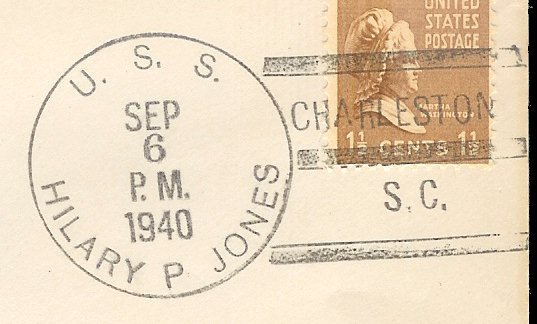 U. S. S.
SEP
6
P.M.
1940
HILARY P JONES
CHARLESTON
S.C.
UNITED
STATES
POSTAGE
MARTHA
WASHINGTON
1½ CENTS 1½